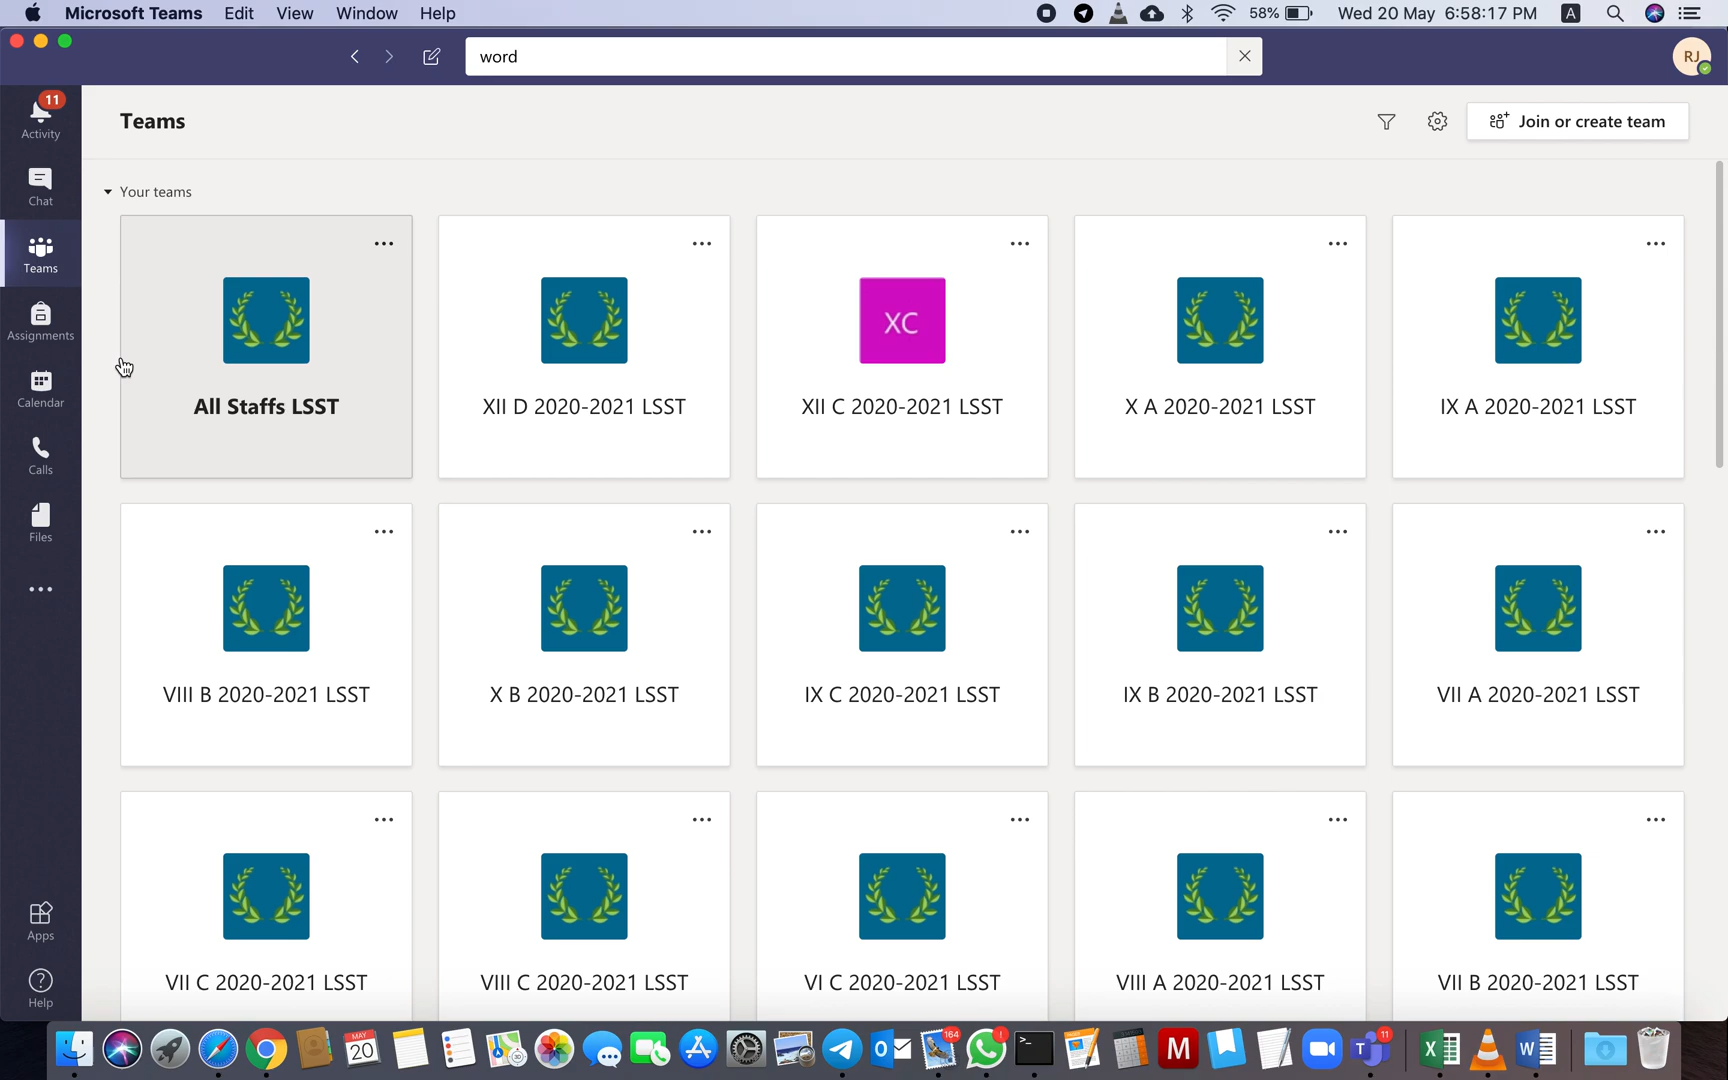 Microsoft Teams Edit View Window Help 58% Wed 20 May 6:58:17 PM A
word
RJ
11
Activity
Chat
Teams
Assignments
Calendar
Calls
Files
Apps
Help
Teams
Join or create team
Your teams
All Staffs LSST
XII D 2020-2021 LSST
XC
XII C 2020-2021 LSST
X A 2020-2021 LSST
IX A 2020-2021 LSST
VIII B 2020-2021 LSST
X B 2020-2021 LSST
IX C 2020-2021 LSST
IX B 2020-2021 LSST
VII A 2020-2021 LSST
VII C 2020-2021 LSST
VIII C 2020-2021 LSST
VI C 2020-2021 LSST
VIII A 2020-2021 LSST
VII B 2020-2021 LSST
MAY
20
164
11